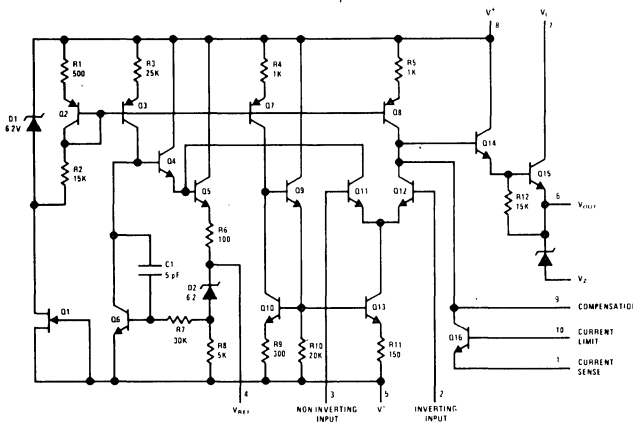 V+ VC
8 7
R1
500
R3
25K
R4
1K
R5
1K
D1
6.2V
Q2
Q3
Q7
Q8
Q4
Q14
R2
15K
Q5
Q9
Q11
Q12
Q15
R12
15K
6 VOUT
R6
100
C1
5 pF
D2
6.2
VZ
9 COMPENSATION
Q1
Q6
R7
30K
R8
5K
Q10
R9
300
R10
20K
Q13
R11
150
Q16
10 CURRENT
LIMIT
1 CURRENT
SENSE
4 3 5 2
VREF
NON INVERTING
INPUT
V-
INVERTING
INPUT